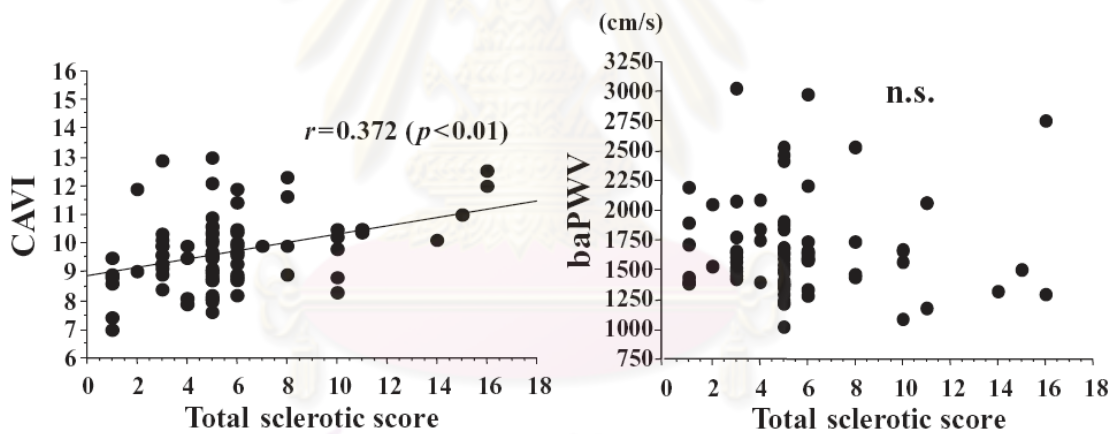 16
15
14
13
12
11
10
9
8
7
6
CAVI
r=0.372 (p<0.01)
0 2 4 6 8 10 12 14 16 18
Total sclerotic score
(cm/s)
3250
3000
2750
2500
2250
2000
1750
1500
1250
1000
750
baPWV
n.s.
0 2 4 6 8 10 12 14 16 18
Total sclerotic score